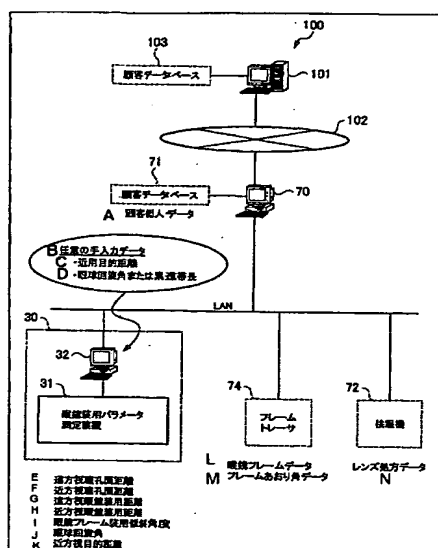 100
103
顧客データベース
101
102
71
顧客データベース
70
A 顧客個人データ
B 任意の手入力データ
C ・近用目的距離
D ・眼球回旋角または累進帯長
LAN
30
32
31
眼鏡装用パラメータ
測定装置
74
フレーム
トレーサ
72
検眼機
L 眼鏡フレームデータ
M フレームあおり角データ
レンズ処方データ
N
E 遠方視瞳孔間距離
F 近方視瞳孔間距離
G 遠方視眼鏡装用距離
H 近方視眼鏡装用距離
I 眼鏡フレーム装用傾斜角度
J 眼球回旋角
K 近方視目的距離